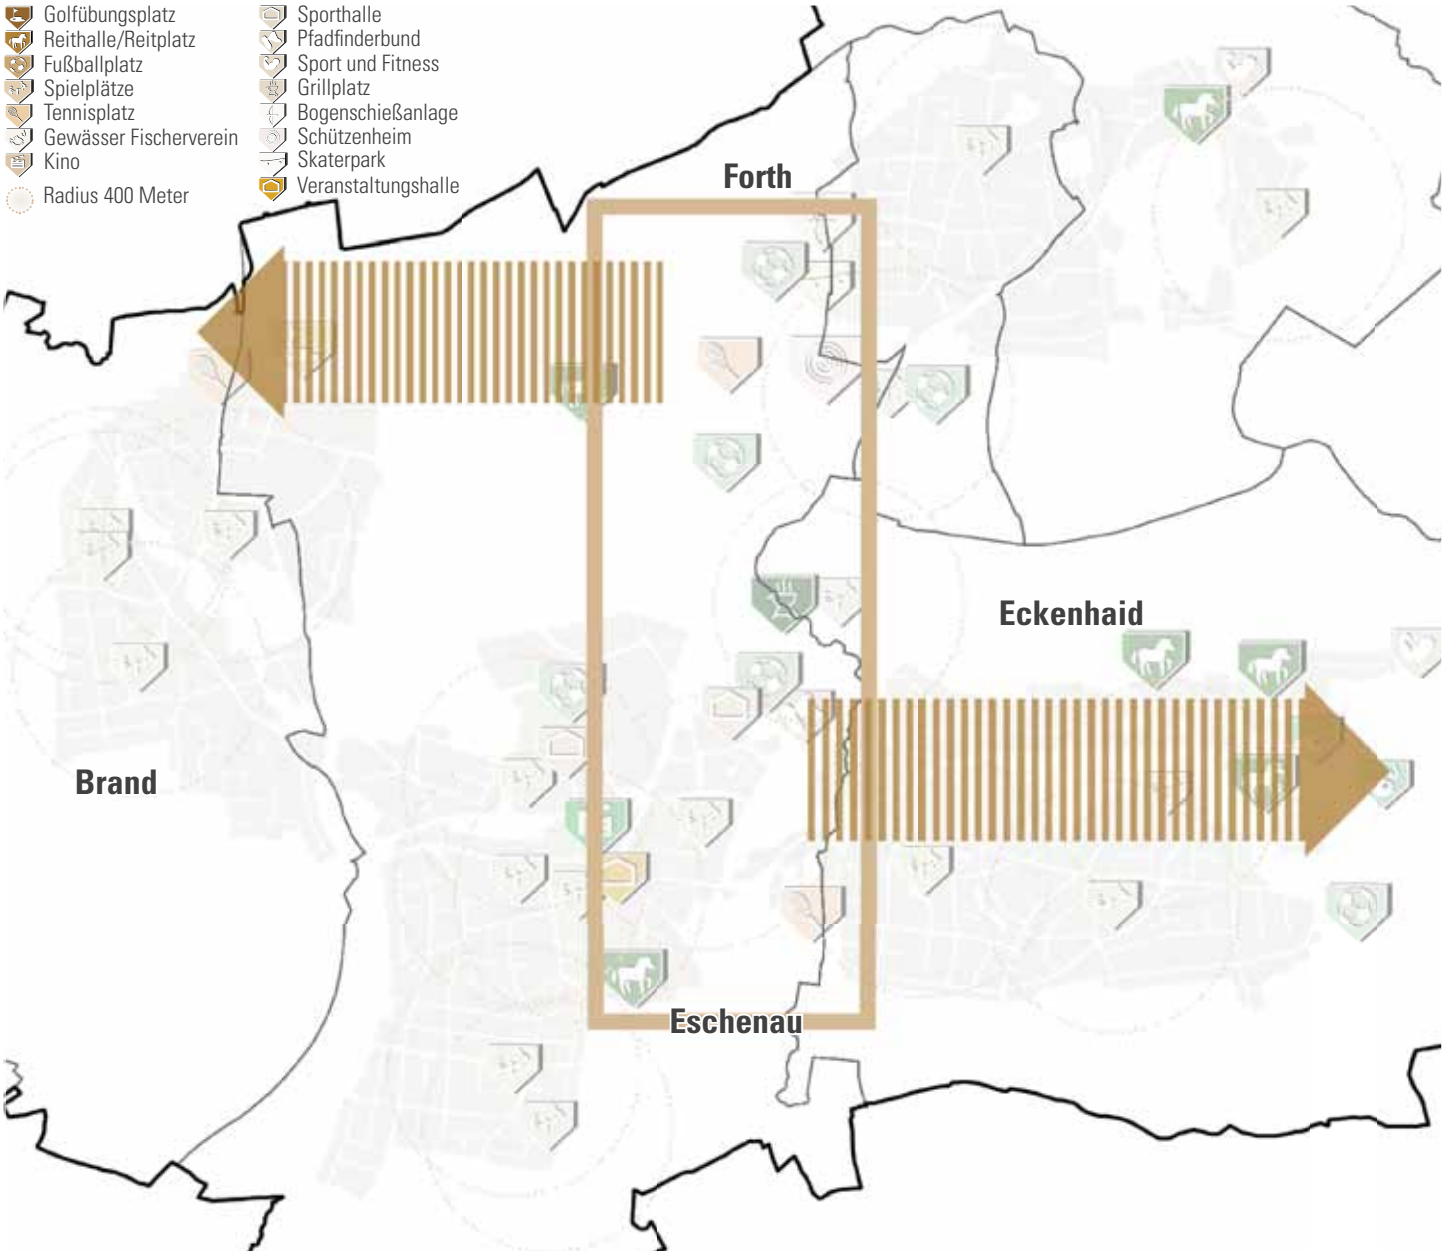 Golfübungsplatz
Reithalle/Reitplatz
Fußballplatz
Spielplätze
Tennisplatz
Gewässer Fischerverein
Kino
Radius 400 Meter
Sporthalle
Pfadfinderbund
Sport und Fitness
Grillplatz
Bogenschießanlage
Schützenheim
Skaterpark
Veranstaltungshalle
Forth
Eckenhaid
Brand
Eschenau